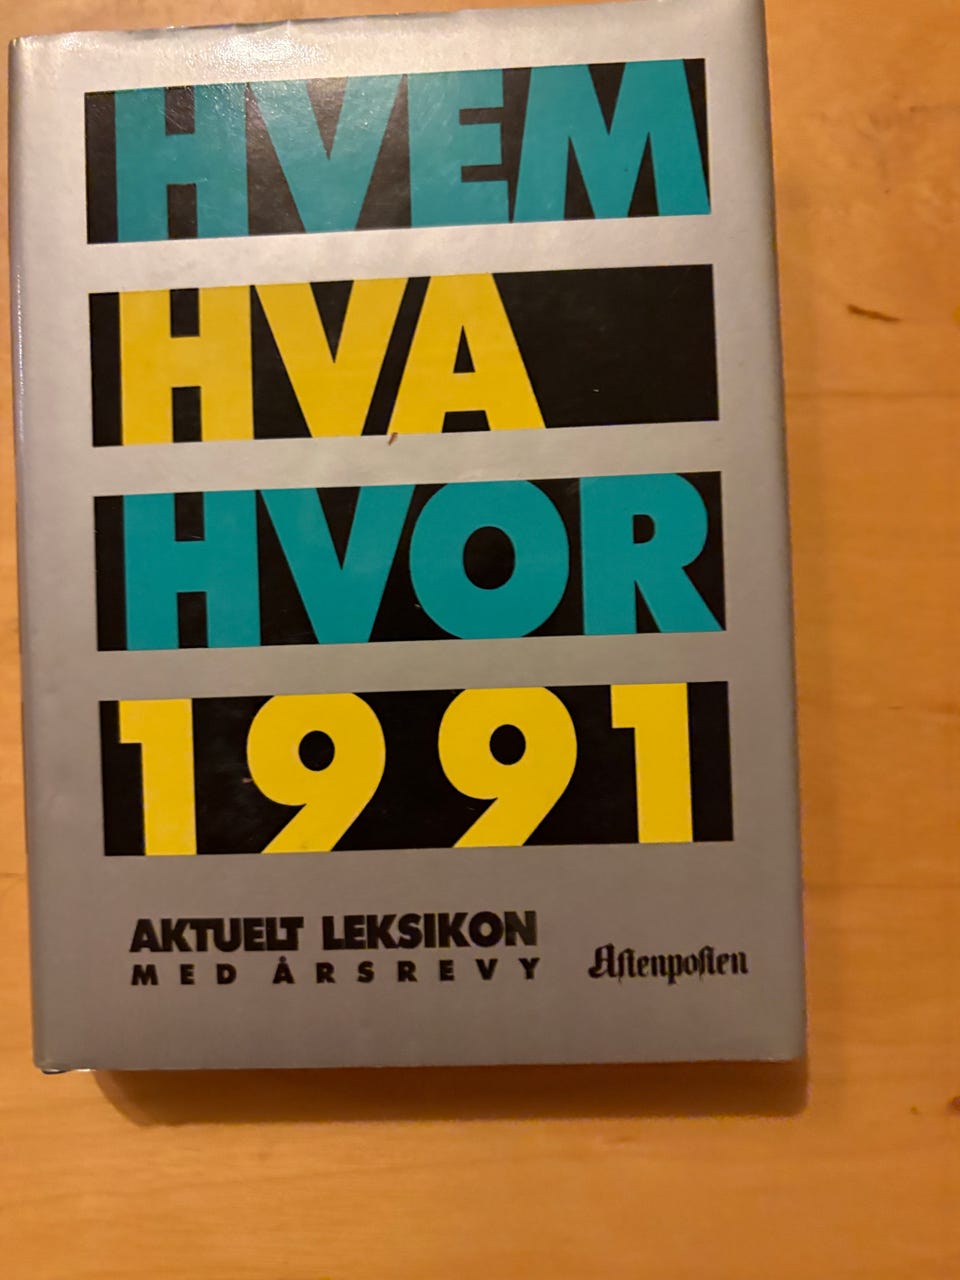 HVEM
HVA
HVOR
1991
AKTUELT LEKSIKON
MED ÅRSREVY
Aftenposten